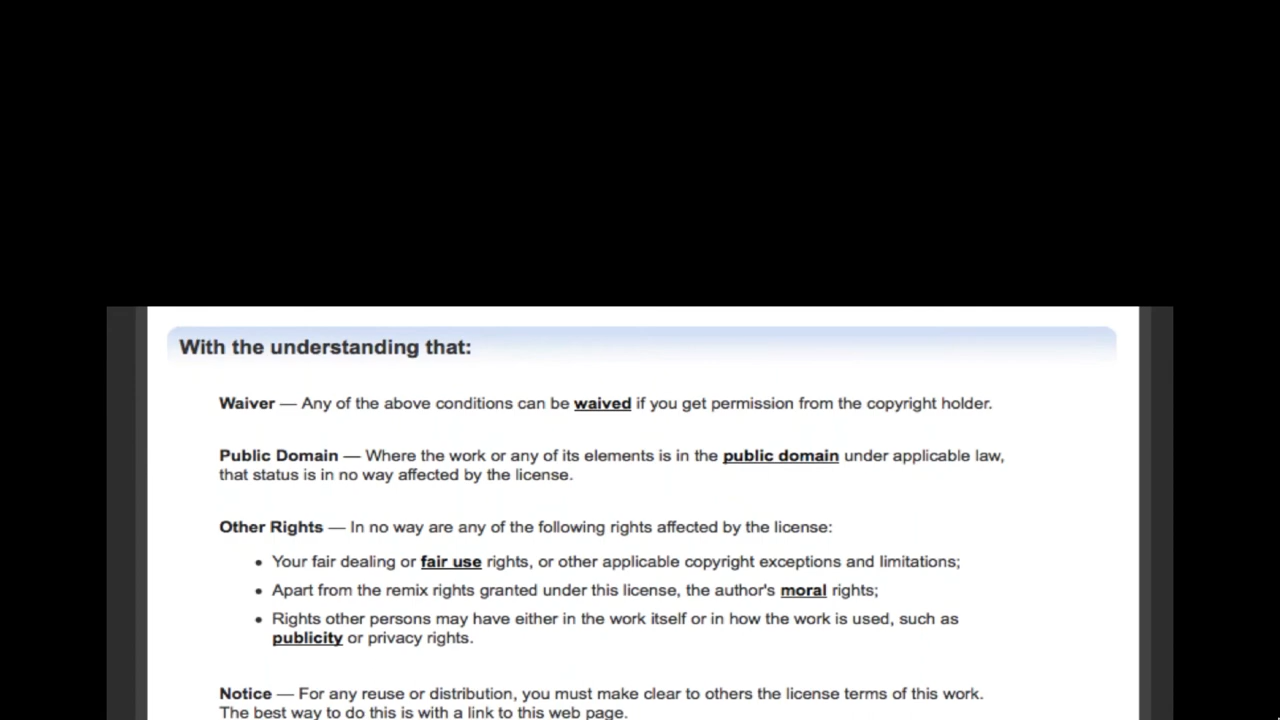 With the understanding that:
Waiver — Any of the above conditions can be waived if you get permission from the copyright holder.
Public Domain — Where the work or any of its elements is in the public domain under applicable law,
that status is in no way affected by the license.
Other Rights — In no way are any of the following rights affected by the license:
• Your fair dealing or fair use rights, or other applicable copyright exceptions and limitations;
• Apart from the remix rights granted under this license, the author's moral rights;
• Rights other persons may have either in the work itself or in how the work is used, such as
publicity or privacy rights.
Notice — For any reuse or distribution, you must make clear to others the license terms of this work.
The best way to do this is with a link to this web page.